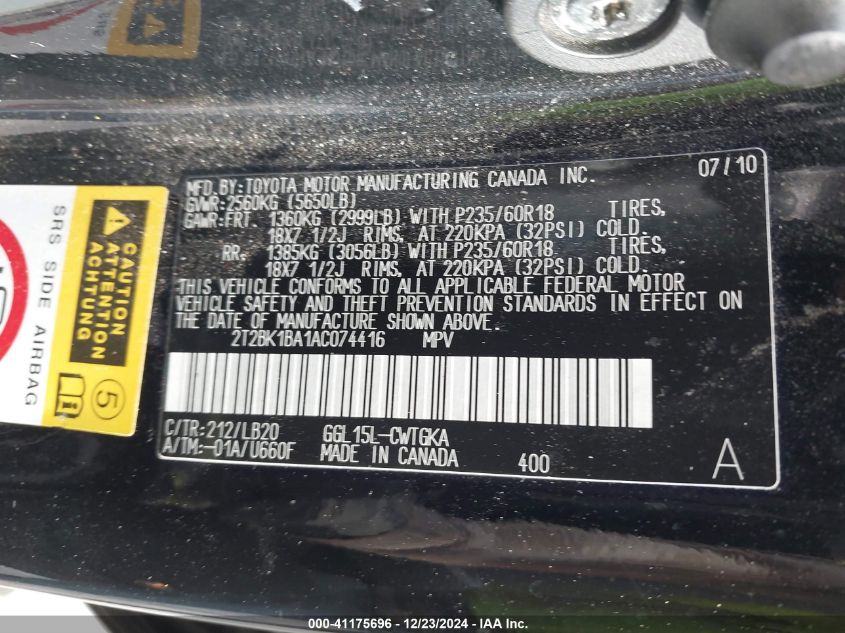 MFD. BY: TOYOTA MOTOR MANUFACTURING CANADA INC. 07/10
GVWR: 2560KG (5650LB)
GAWR: FRT. 1360KG (2999LB) WITH P235/60R18 TIRES,
18X7 1/2J RIMS, AT 220KPA (32PSI) COLD.
RR. 1385KG (3056LB) WITH P235/60R18 TIRES,
18X7 1/2J RIMS, AT 220KPA (32PSI) COLD.
THIS VEHICLE CONFORMS TO ALL APPLICABLE FEDERAL MOTOR
VEHICLE SAFETY AND THEFT PREVENTION STANDARDS IN EFFECT ON
THE DATE OF MANUFACTURE SHOWN ABOVE.
2T2BK1BA1AC074416 MPV
C/TR: 212/LB20 GGL15L-CWTGKA
A/TM: -01A/U660F MADE IN CANADA 400 A
CAUTION
ATTENTION
ACHTUNG
SRS SIDE AIRBAG
5
000-41175696 - 12/23/2024 - IAA Inc.